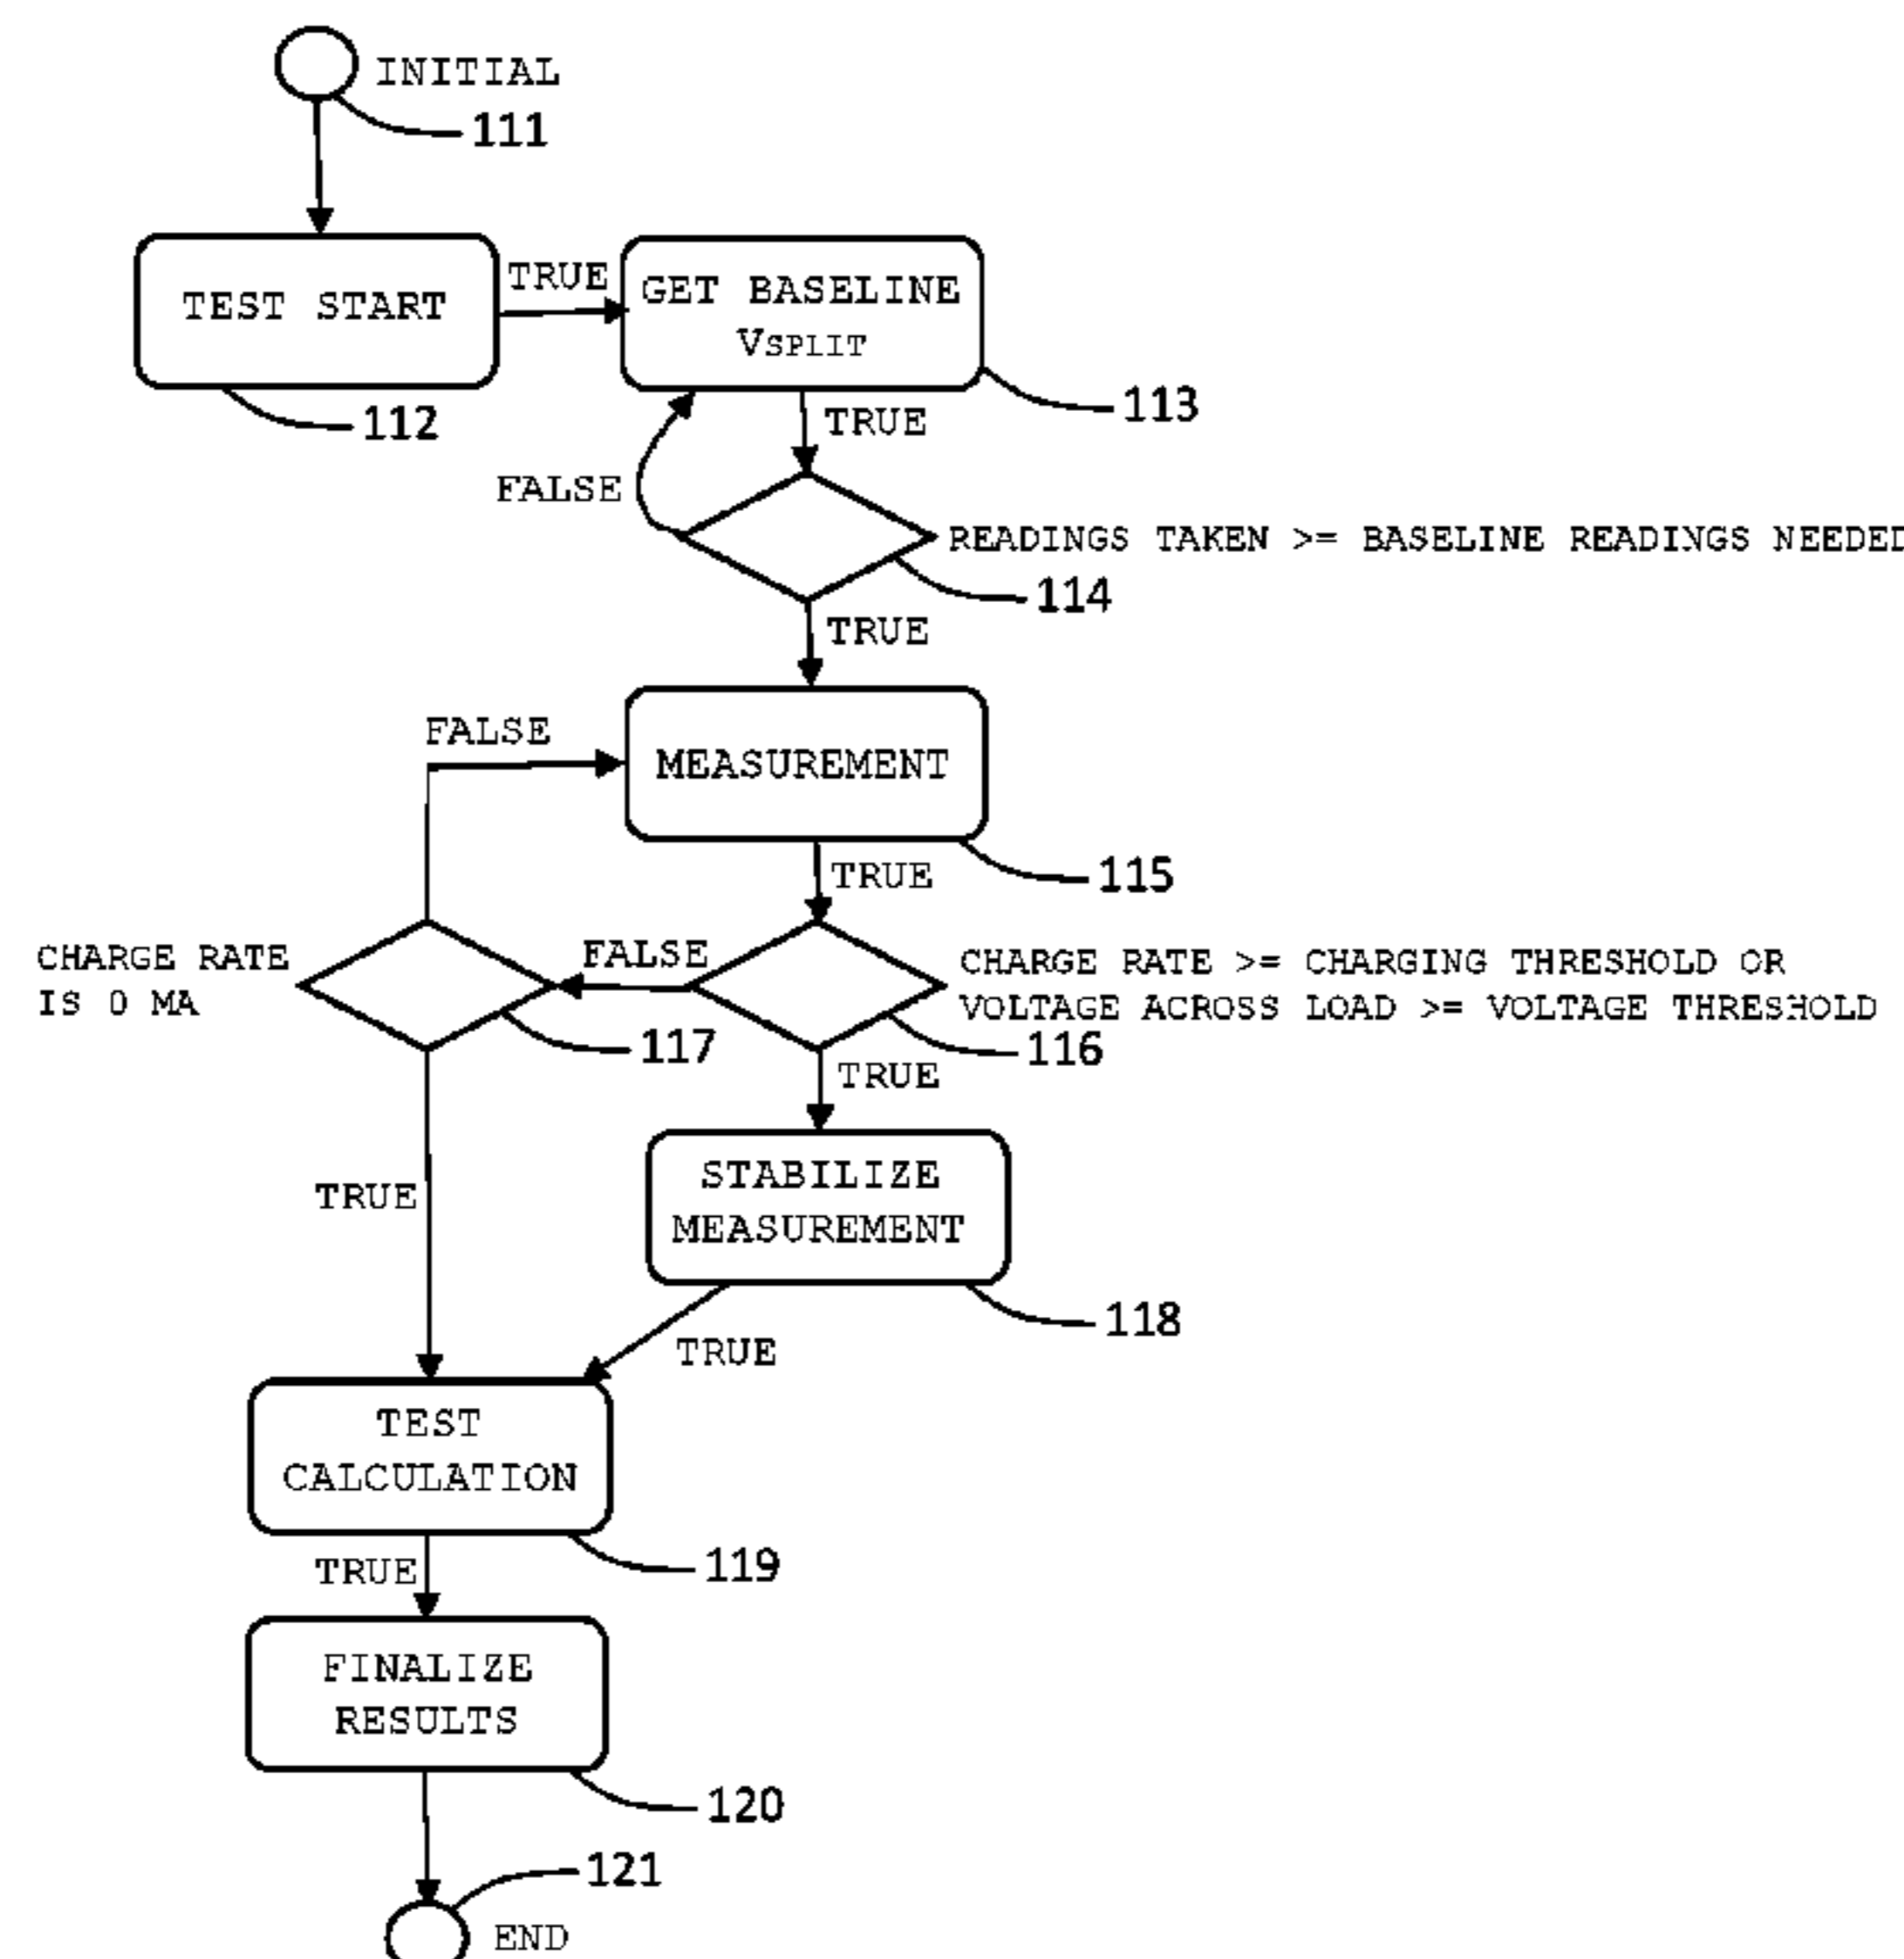 INITIAL
111
TEST START
TRUE
GET BASELINE
VSPLIT
112
113
TRUE
FALSE
READINGS TAKEN >= BASELINE READINGS NEEDED
114
TRUE
FALSE
MEASUREMENT
TRUE
115
CHARGE RATE
IS 0 MA
FALSE
CHARGE RATE >= CHARGING THRESHOLD OR
VOLTAGE ACROSS LOAD >= VOLTAGE THRESHOLD
117
116
TRUE
STABILIZE
MEASUREMENT
TRUE
118
TRUE
TEST
CALCULATION
119
TRUE
FINALIZE
RESULTS
120
121
END